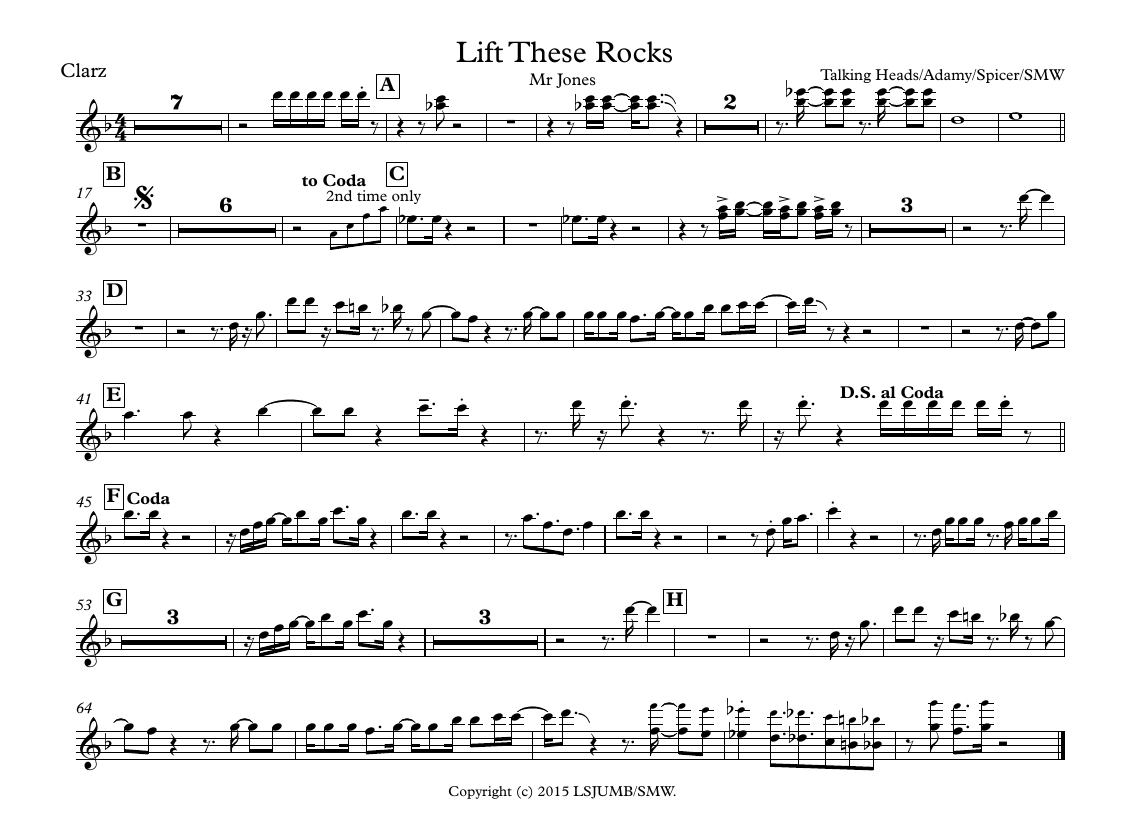 Lift These Rocks
Clarz
Mr Jones
Talking Heads/Adamy/Spicer/SMW
A
7
2
4
4
B
C
17
to Coda
2nd time only
6
3
D
33
E
41
D.S. al Coda
F Coda
45
G
H
53
3
3
64
Copyright (c) 2015 LSJUMB/SMW.